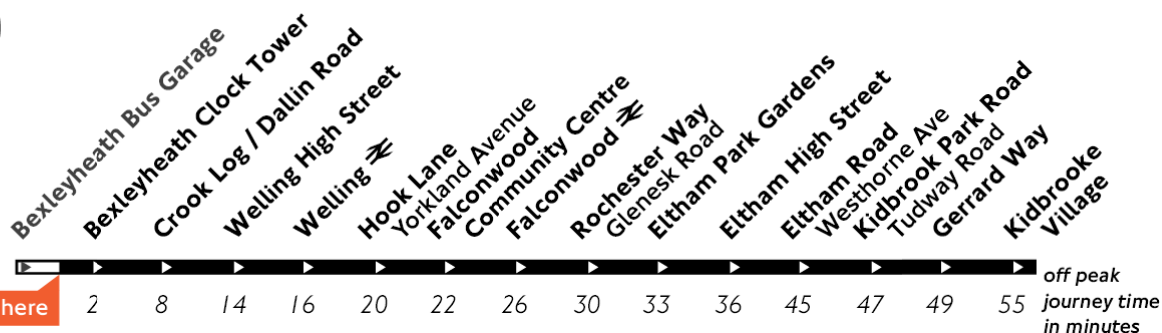 Bexleyheath Bus Garage
Bexleyheath Clock Tower
Crook Log / Dallin Road
Welling High Street
Welling
Hook Lane
Yorkland Avenue
Falconwood
Community Centre
Falconwood
Rochester Way
Glenesk Road
Eltham Park Gardens
Eltham High Street
Eltham Road
Westhorne Ave
Kidbrook Park Road
Tudway Road
Gerrard Way
Kidbrooke
Village
here 2 8 14 16 20 22 26 30 33 36 45 47 49 55
off peak
journey time
in minutes